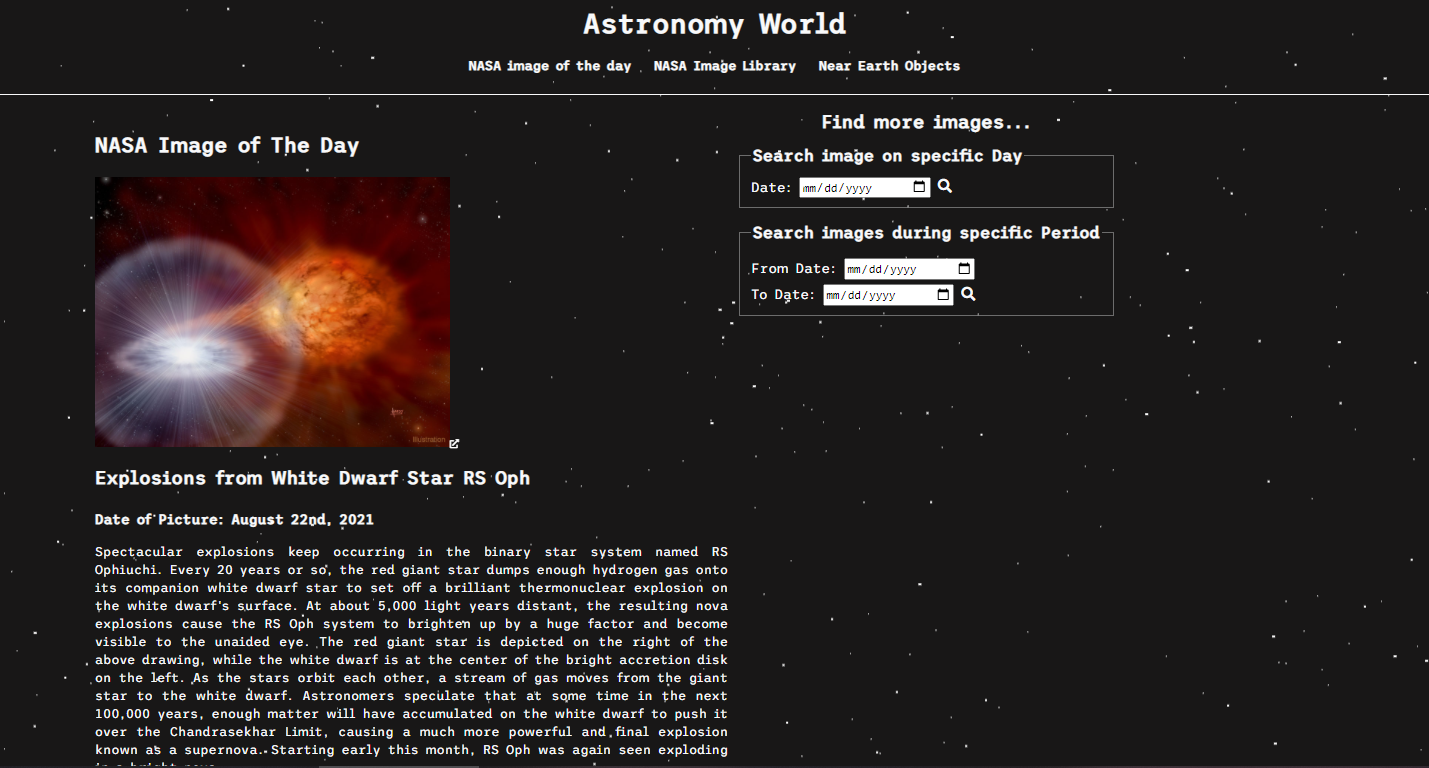 Astronomy World
NASA image of the day
NASA Image Library
Near Earth Objects
NASA Image of The Day
Illustration
Explosions from White Dwarf Star RS Oph
Date of Picture: August 22nd, 2021
Spectacular explosions keep occurring in the binary star system named RS
Ophiuchi. Every 20 years or so, the red giant star dumps enough hydrogen gas onto
its companion white dwarf star to set off a brilliant thermonuclear explosion on
the white dwarf's surface. At about 5,000 light years distant, the resulting nova
explosions cause the RS Oph system to brighten up by a huge factor and become
visible to the unaided eye. The red giant star is depicted on the right of the
above drawing, while the white dwarf is at the center of the bright accretion disk
on the left. As the stars orbit each other, a stream of gas moves from the giant
star to the white dwarf. Astronomers speculate that at some time in the next
100,000 years, enough matter will have accumulated on the white dwarf to push it
over the Chandrasekhar Limit, causing a much more powerful and final explosion
known as a supernova. Starting early this month, RS Oph was again seen exploding
Find more images...
Search image on specific Day
Date: mm/dd/yyyy
Search images during specific Period
From Date: mm/dd/yyyy
To Date: mm/dd/yyyy